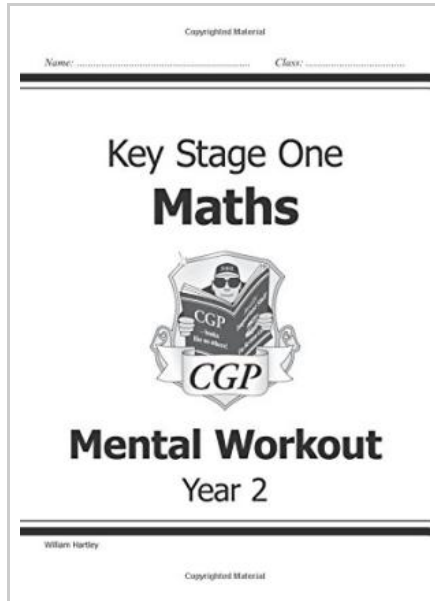 Copyrighted Material
Name: ........................................................ Class: .................................
Key Stage One
Maths
CGP
CGP
Mental Workout
Year 2
William Hartley
Copyrighted Material